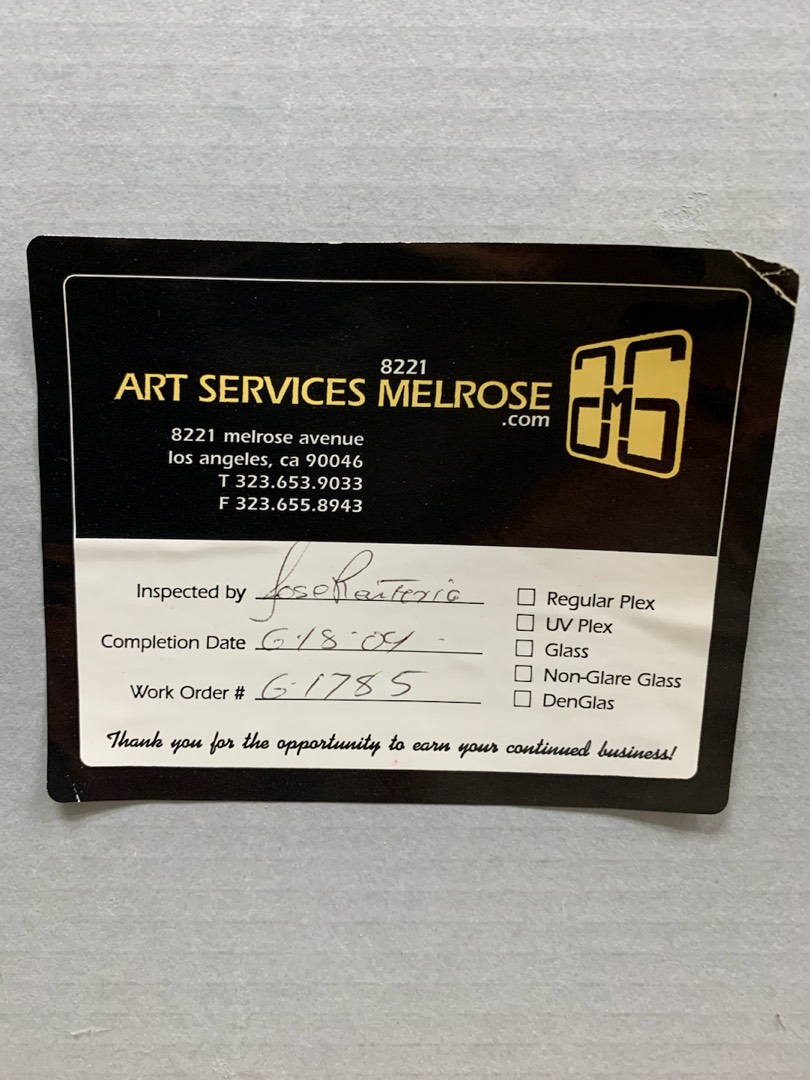 8221
ART SERVICES MELROSE
.com
8221 melrose avenue
los angeles, ca 90046
T 323.653.9033
F 323.655.8943
Inspected by Jose Renteria
Completion Date 6-18-04
Work Order # G-1785
Regular Plex
UV Plex
Glass
Non-Glare Glass
DenGlas
Thank you for the opportunity to earn your continued business!